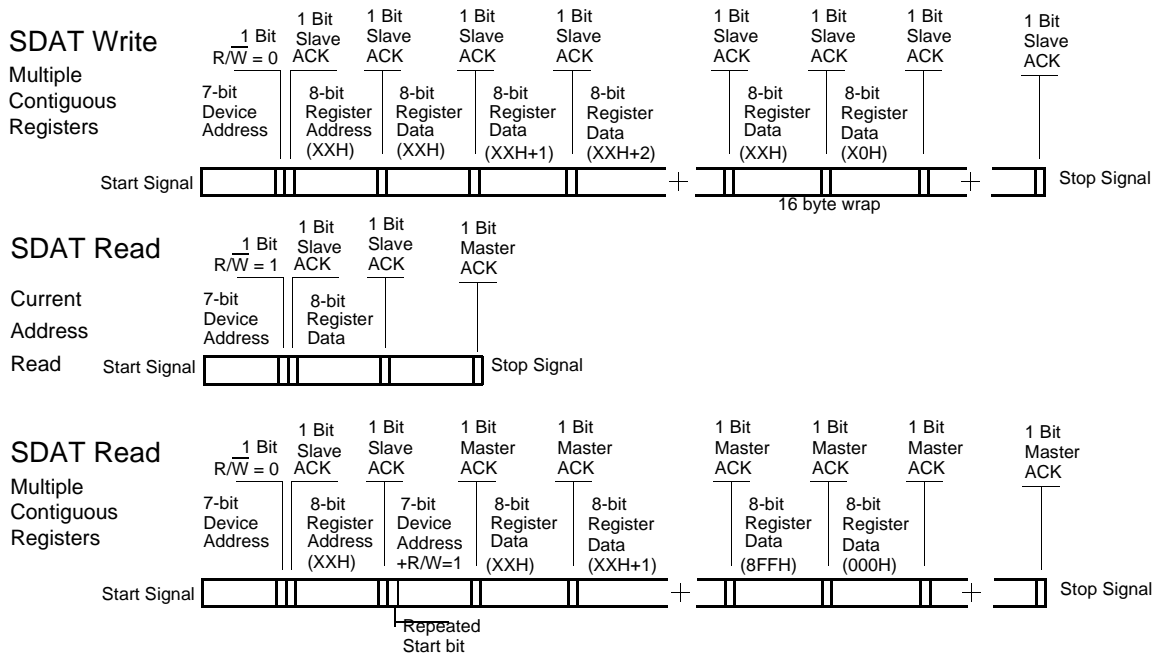 SDAT Write
Multiple
Contiguous
Registers
1 Bit
R/W = 0
1 Bit
Slave
ACK
1 Bit
Slave
ACK
1 Bit
Slave
ACK
1 Bit
Slave
ACK
1 Bit
Slave
ACK
1 Bit
Slave
ACK
1 Bit
Slave
ACK
1 Bit
Slave
ACK
7-bit
Device
Address
8-bit
Register
Address
(XXH)
8-bit
Register
Data
(XXH)
8-bit
Register
Data
(XXH+1)
8-bit
Register
Data
(XXH+2)
8-bit
Register
Data
(XXH)
8-bit
Register
Data
(X0H)
Start Signal
Stop Signal
16 byte wrap
SDAT Read
Current
Address
Read
1 Bit
R/W = 1
1 Bit
Slave
ACK
1 Bit
Slave
ACK
1 Bit
Master
ACK
7-bit
Device
Address
8-bit
Register
Data
Start Signal
Stop Signal
SDAT Read
Multiple
Contiguous
Registers
1 Bit
R/W = 0
1 Bit
Slave
ACK
1 Bit
Slave
ACK
1 Bit
Master
ACK
1 Bit
Master
ACK
1 Bit
Master
ACK
1 Bit
Master
ACK
1 Bit
Master
ACK
1 Bit
Master
ACK
7-bit
Device
Address
8-bit
Register
Address
(XXH)
7-bit
Device
Address
+R/W=1
8-bit
Register
Data
(XXH)
8-bit
Register
Data
(XXH+1)
8-bit
Register
Data
(8FFH)
8-bit
Register
Data
(000H)
Start Signal
Stop Signal
Repeated
Start bit